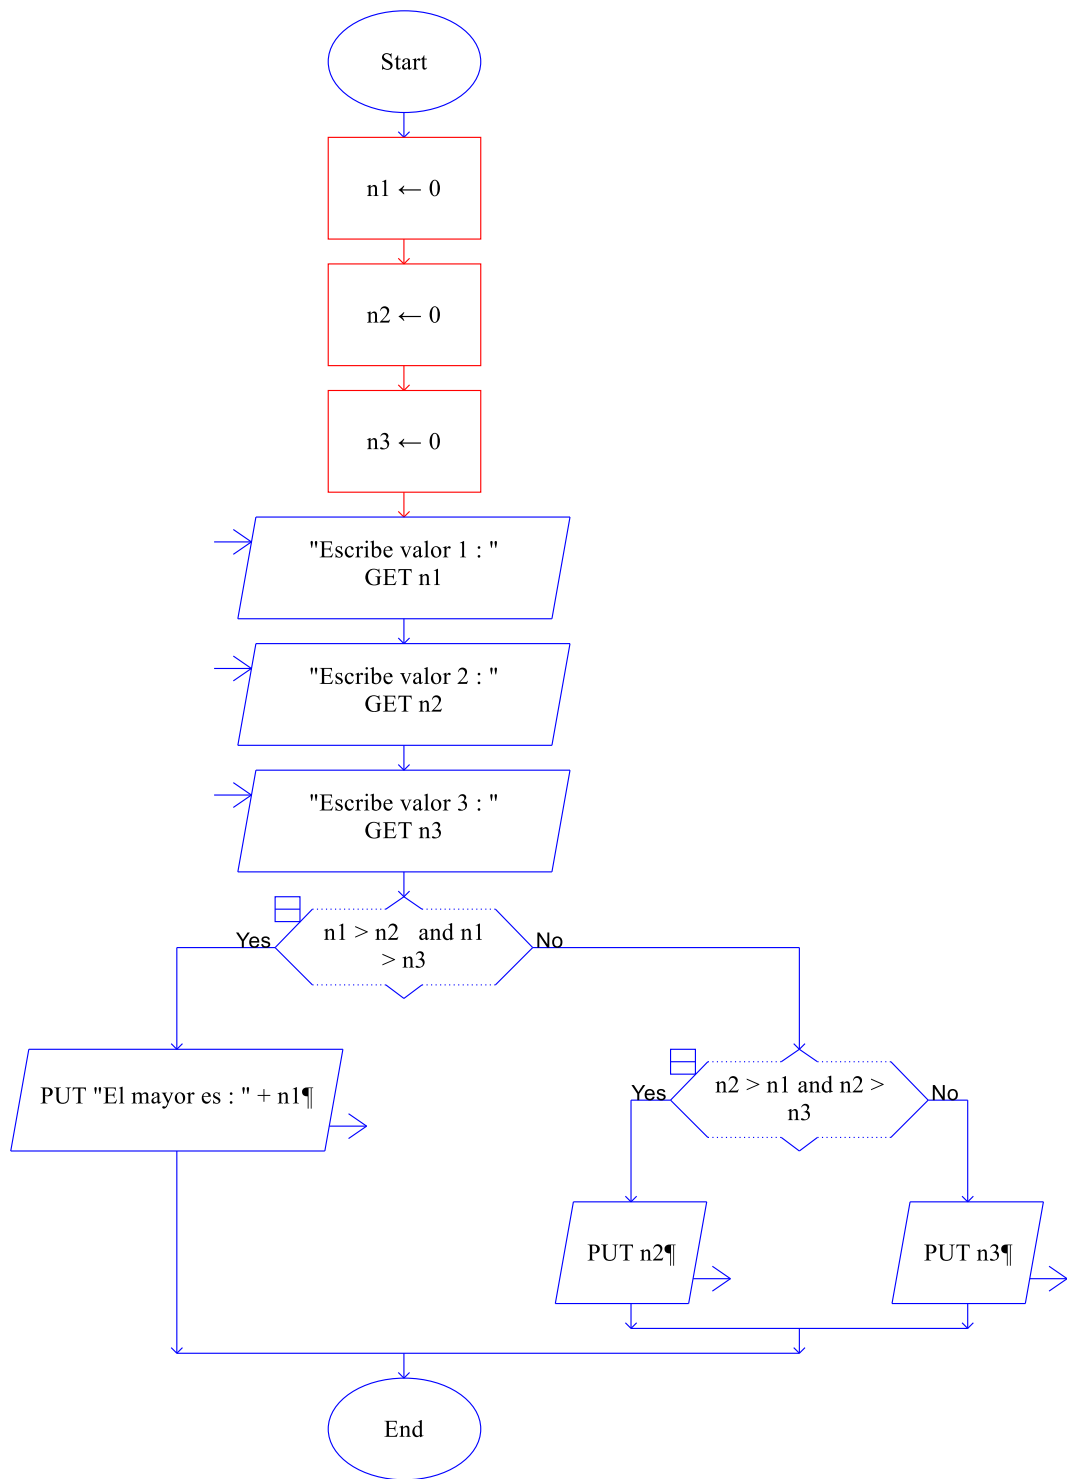 Start
n1 ← 0
n2 ← 0
n3 ← 0
"Escribe valor 1 : "
GET n1
"Escribe valor 2 : "
GET n2
"Escribe valor 3 : "
GET n3
Yes
n1 > n2   and n1
> n3
No
PUT "El mayor es : " + n1¶
Yes
n2 > n1 and n2 >
n3
No
PUT n2¶
PUT n3¶
End